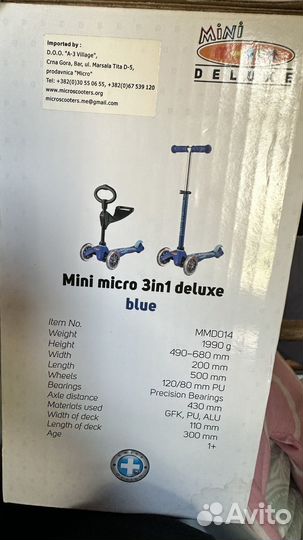 Mini
DELUXE
Imported by :
D.O.O. "A-3 Village",
Crna Gora, Bar, ul. Marsala Tita D-5,
prodavnica "Micro"
Tel: +382(0)30 55 06 55, +382(0)67 539 120
www.microscooters.org
microscooters.me@gmail.com
Mini micro 3in1 deluxe
blue
Item No. MMD014
Weight 1990 g
Height 490-680 mm
Width 200 mm
Length 500 mm
Wheels 120/80 mm PU
Bearings Precision Bearings
Axle distance 430 mm
Materials used GFK, PU, ALU
Width of deck 110 mm
Length of deck 300 mm
Age 1+
Avito